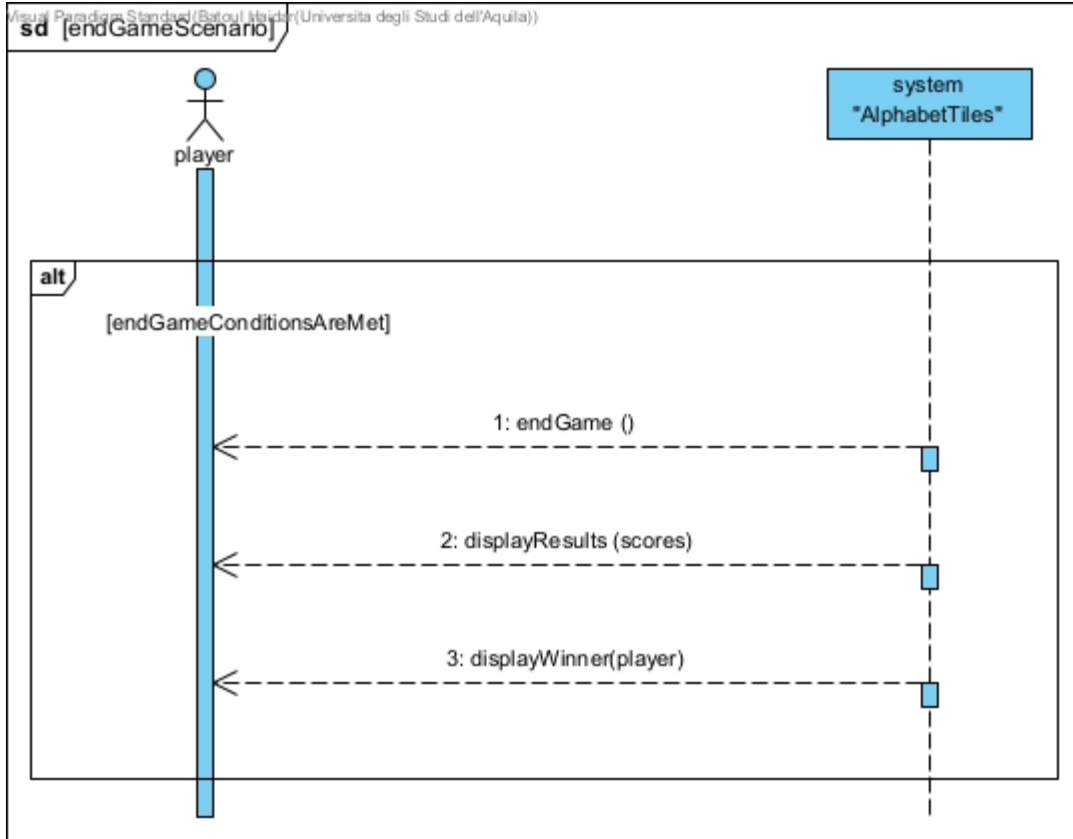 Visual Paradigm Standard(Batoul Haidar(Universita degli Studi dell'Aquila))
sd [endGameScenario]
system
"AlphabetTiles"
player
alt
[endGameConditionsAreMet]
1: endGame ()
2: displayResults (scores)
3: displayWinner(player)